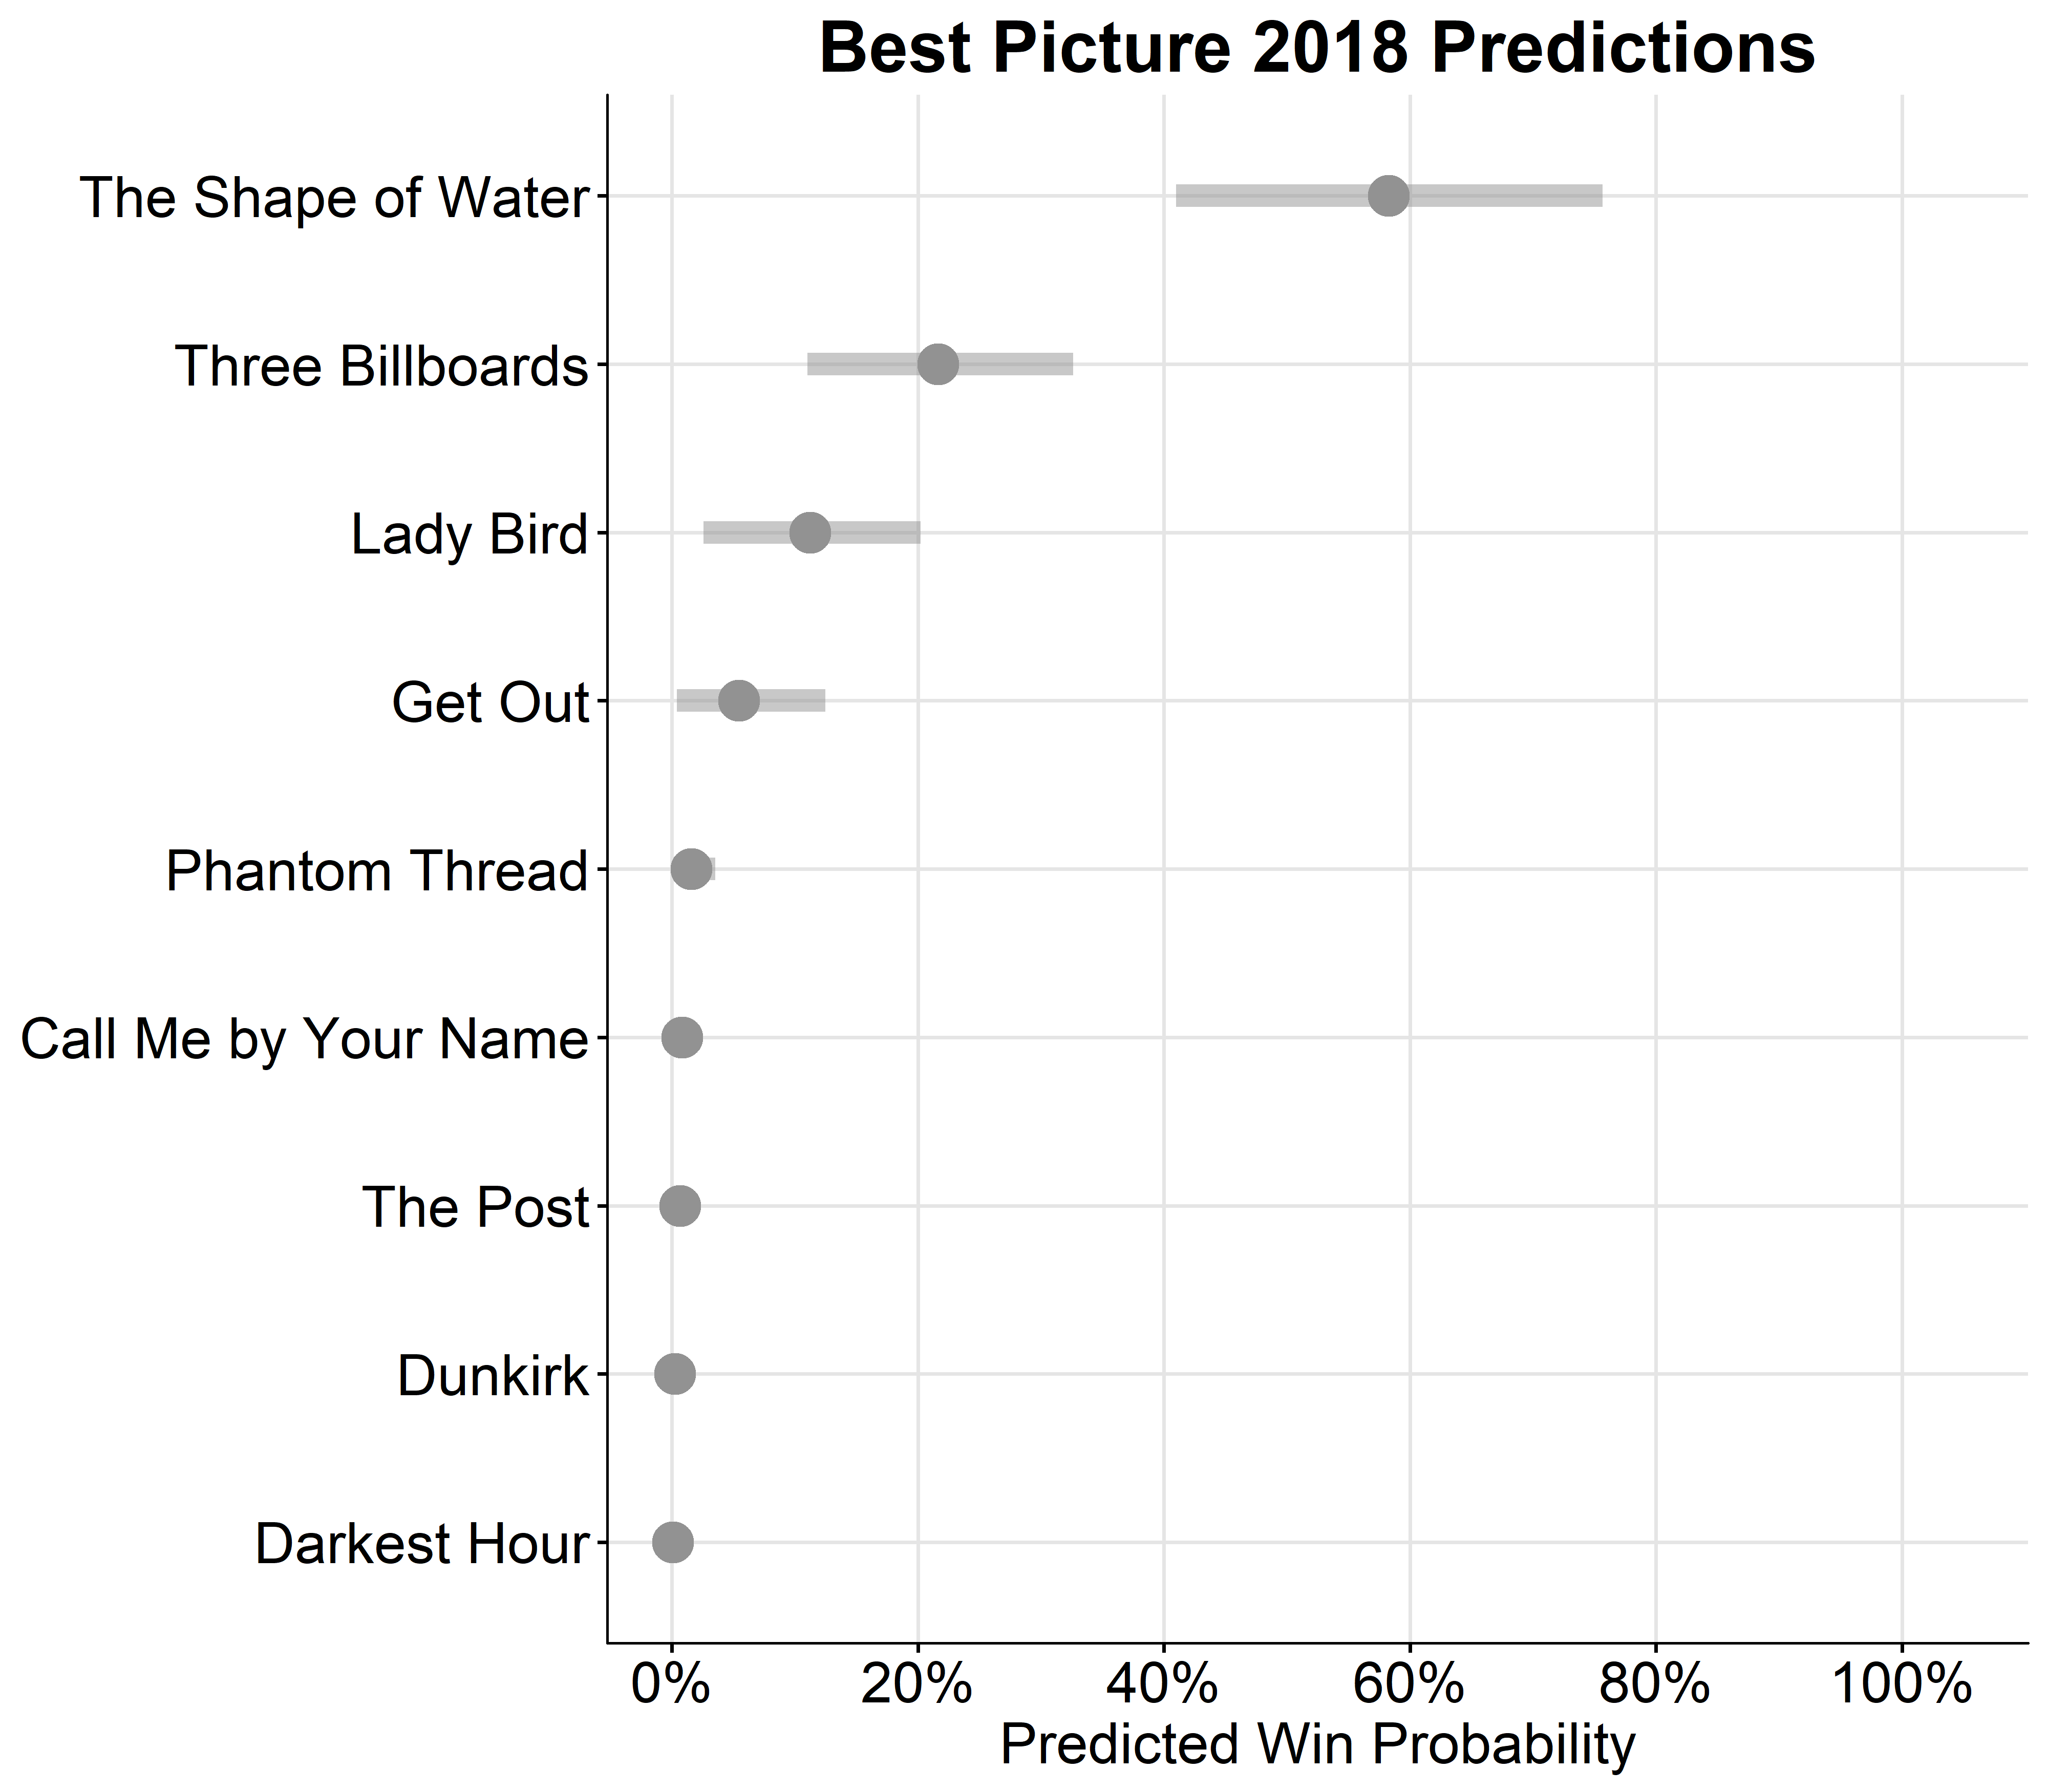 Best Picture 2018 Predictions
The Shape of Water
Three Billboards
Lady Bird
Get Out
Phantom Thread
Call Me by Your Name
The Post
Dunkirk
Darkest Hour
0% 20% 40% 60% 80% 100%
Predicted Win Probability